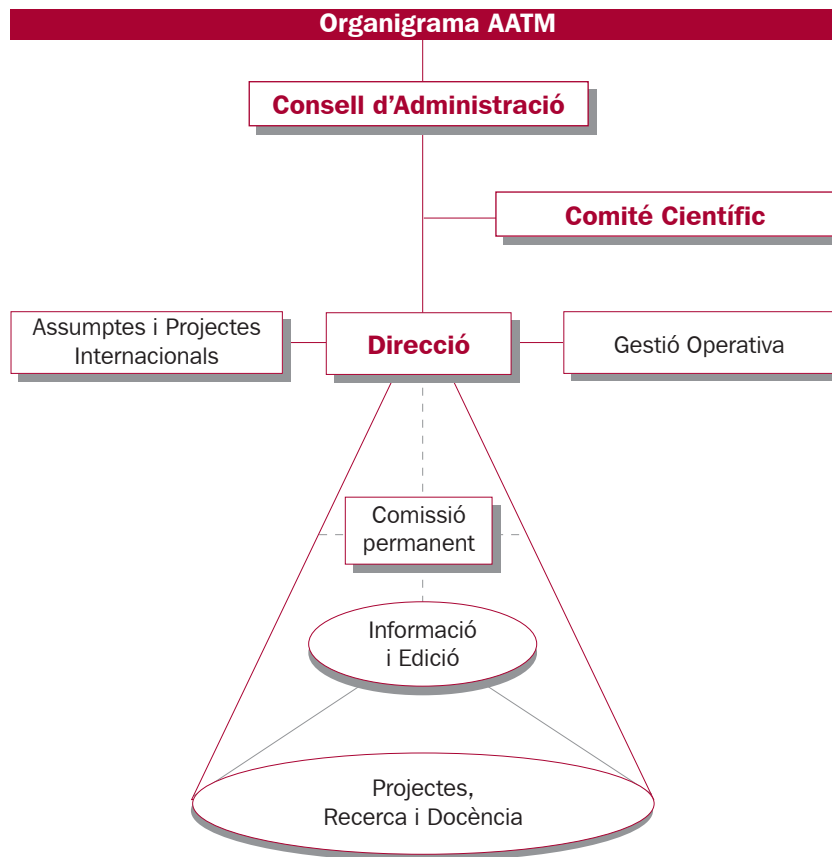 Organigrama AATM
Consell d'Administració
Comité Científic
Assumptes i Projectes
Internacionals
Direcció
Gestió Operativa
Comissió
permanent
Informació
i Edició
Projectes,
Recerca i Docència